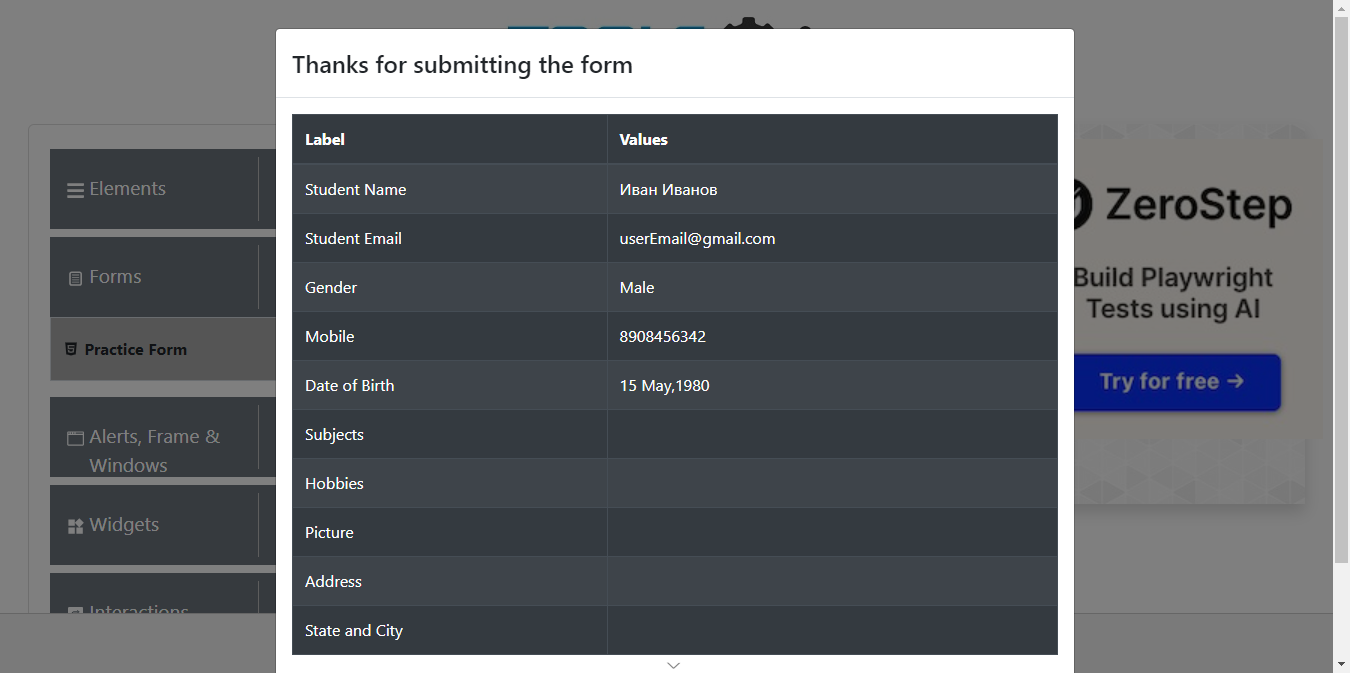 Thanks for submitting the form
Label Values
Student Name Иван Иванов
Student Email userEmail@gmail.com
Gender Male
Mobile 8908456342
Date of Birth 15 May,1980
Subjects
Hobbies
Picture
Address
State and City
Elements
Forms
Practice Form
Alerts, Frame &
Windows
Widgets
Interactions
ZeroStep
Build Playwright
Tests using AI
Try for free →